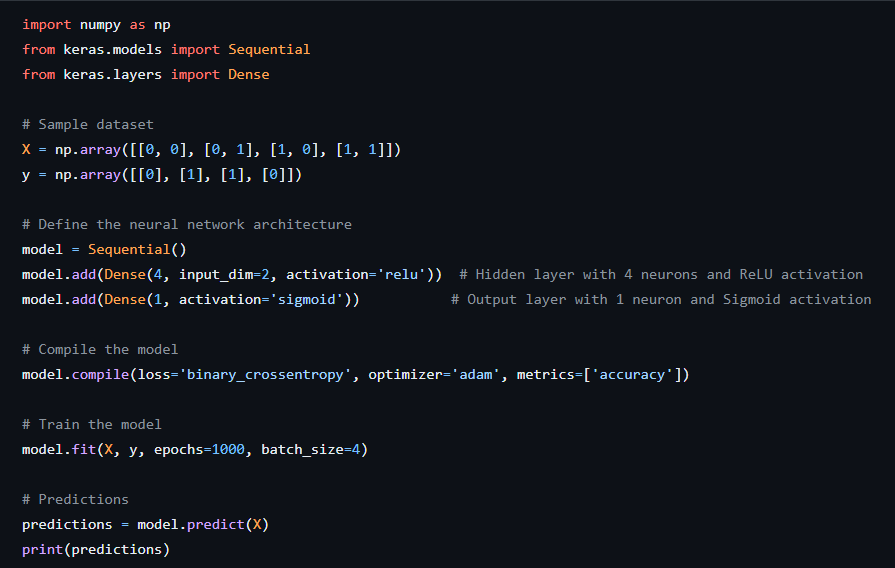 import numpy as np
from keras.models import Sequential
from keras.layers import Dense
# Sample dataset
X = np.array([[0, 0], [0, 1], [1, 0], [1, 1]])
y = np.array([[0], [1], [1], [0]])
# Define the neural network architecture
model = Sequential()
model.add(Dense(4, input_dim=2, activation='relu'))  # Hidden layer with 4 neurons and ReLU activation
model.add(Dense(1, activation='sigmoid'))           # Output layer with 1 neuron and Sigmoid activation
# Compile the model
model.compile(loss='binary_crossentropy', optimizer='adam', metrics=['accuracy'])
# Train the model
model.fit(X, y, epochs=1000, batch_size=4)
# Predictions
predictions = model.predict(X)
print(predictions)